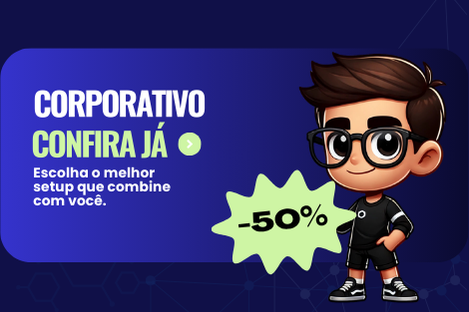 CORPORATIVO
CONFIRA JÁ
Escolha o melhor
setup que combine
com você.
-50%